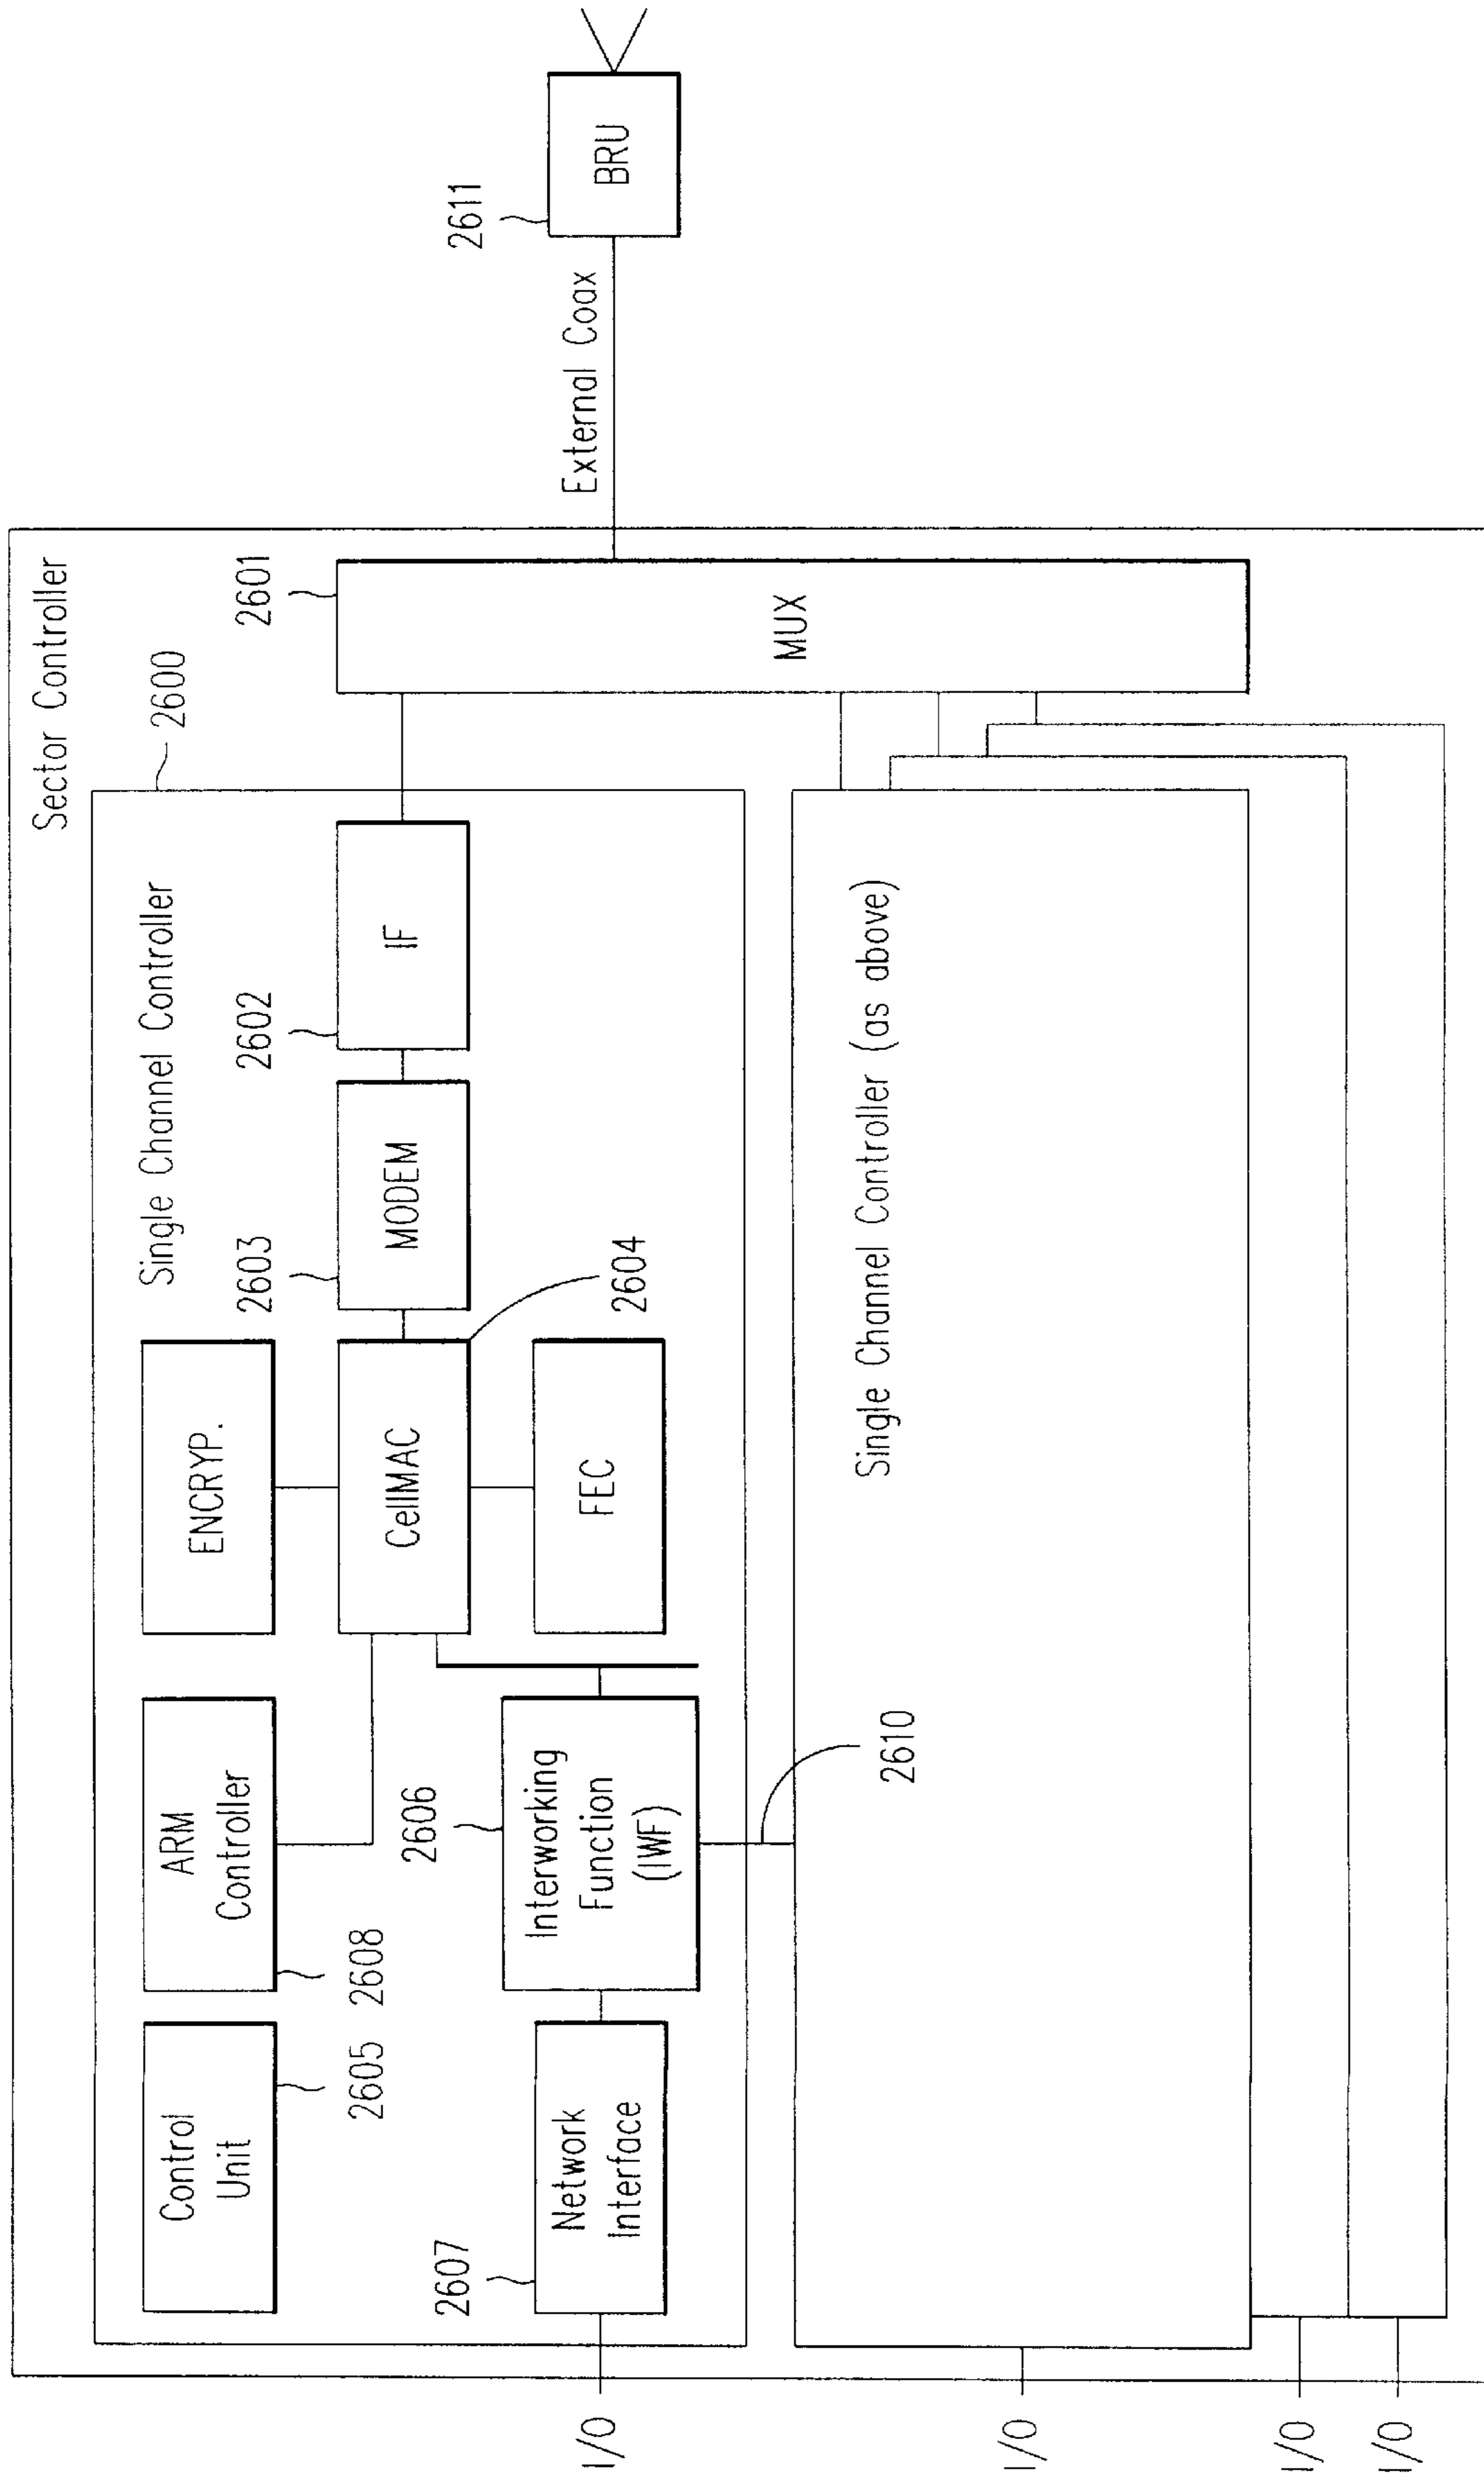 Sector Controller
2600
Single Channel Controller
Control
Unit
2605
ARM
Controller
2608
ENCRYP.
2603
2602
2601
CellMAC
MODEM
IF
2604
FEC
2606
Interworking
Function
(IWF)
2607
Network
Interface
I/O
2610
MUX
External Coax
2611
BRU
Single Channel Controller (as above)
I/O
I/O
I/O